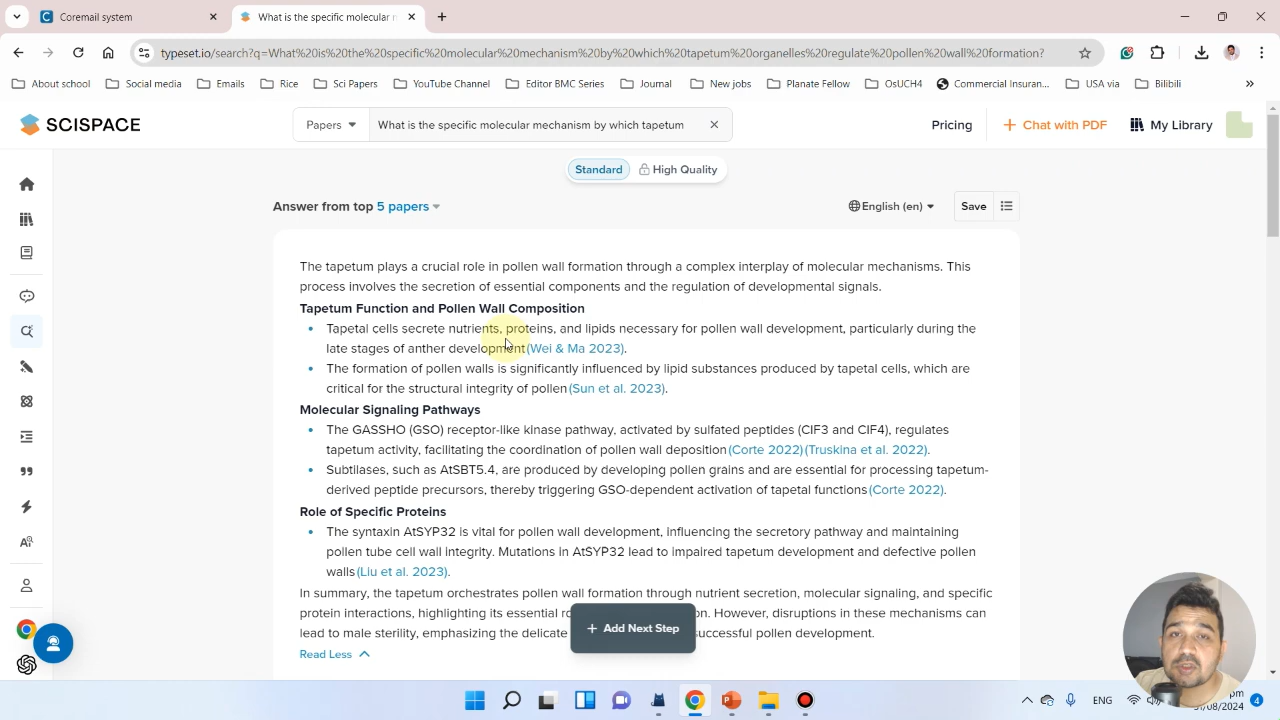 Coremail system
What is the specific molecular r
typeset.io/search?q=What%20is%20the%20specific%20molecular%20mechanism%20by%20which%20tapetum%20organelles%20regulate%20pollen%20wall%20formation?
About school
Social media
Emails
Rice
Sci Papers
YouTube Channel
Editor BMC Series
Journal
New jobs
Planate Fellow
OsUCH4
Commercial Insuran...
USA via
Bilibili
SCISPACE
Papers
What is the specific molecular mechanism by which tapetum
Pricing
Chat with PDF
My Library
Standard
High Quality
Answer from top 5 papers
English (en)
Save
The tapetum plays a crucial role in pollen wall formation through a complex interplay of molecular mechanisms. This
process involves the secretion of essential components and the regulation of developmental signals.
Tapetum Function and Pollen Wall Composition
• Tapetal cells secrete nutrients, proteins, and lipids necessary for pollen wall development, particularly during the
late stages of anther development (Wei & Ma 2023).
• The formation of pollen walls is significantly influenced by lipid substances produced by tapetal cells, which are
critical for the structural integrity of pollen (Sun et al. 2023).
Molecular Signaling Pathways
• The GASSHO (GSO) receptor-like kinase pathway, activated by sulfated peptides (CIF3 and CIF4), regulates
tapetum activity, facilitating the coordination of pollen wall deposition (Corte 2022) (Truskina et al. 2022).
• Subtilases, such as AtSBT5.4, are produced by developing pollen grains and are essential for processing tapetum-
derived peptide precursors, thereby triggering GSO-dependent activation of tapetal functions (Corte 2022).
Role of Specific Proteins
• The syntaxin AtSYP32 is vital for pollen wall development, influencing the secretory pathway and maintaining
pollen tube cell wall integrity. Mutations in AtSYP32 lead to impaired tapetum development and defective pollen
walls (Liu et al. 2023).
In summary, the tapetum orchestrates pollen wall formation through nutrient secretion, molecular signaling, and specific
protein interactions, highlighting its essential However, disruptions in these mechanisms can
lead to male sterility, emphasizing the delicate successful pollen development.
+ Add Next Step
Read Less
ENG
pm
08/2024
4